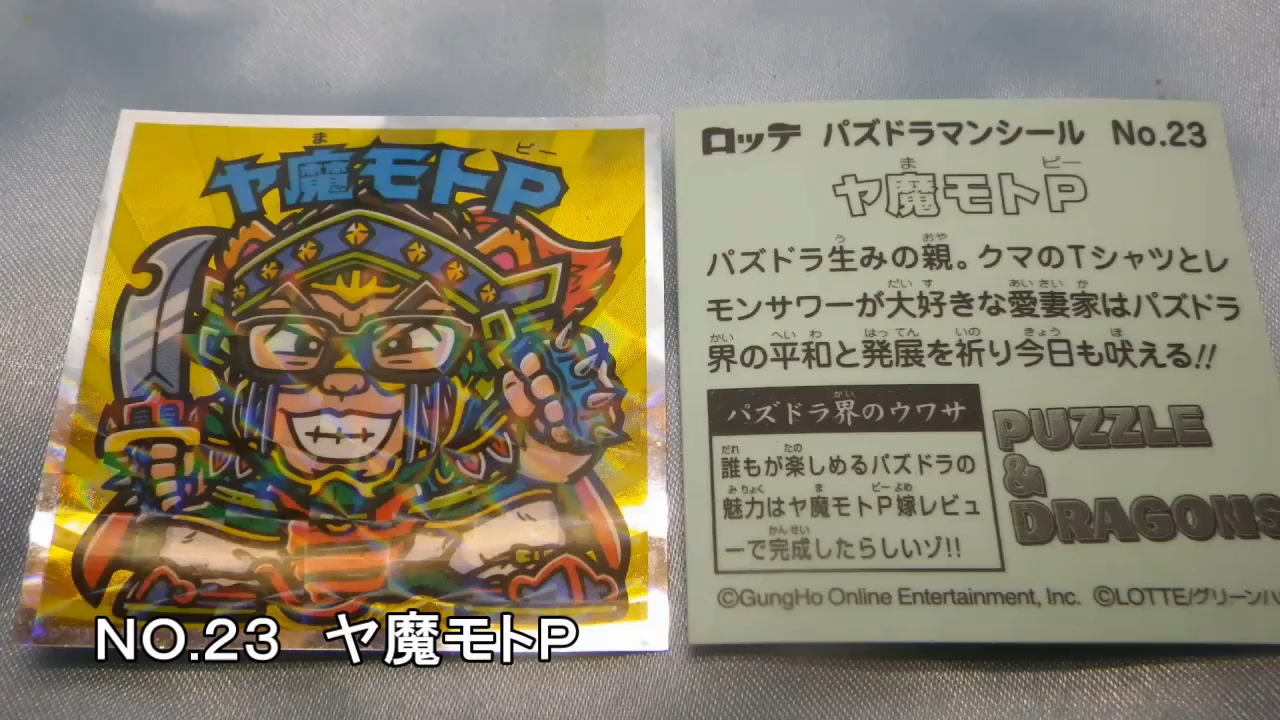 ヤ魔モトP
ま
ピー
NO.23 ヤ魔モトP
ロッテ パズドラマンシール No.23
ま ピー
ヤ魔モトP
う おや
パズドラ生みの親。クマのTシャツとレ
だい す あいさい か
モンサワーが大好きな愛妻家はパズドラ
かい へい わ はってん いの きょう ほ
界の平和と発展を祈り今日も吠える!!
かい
パズドラ界のウワサ
だれ たの
誰もが楽しめるパズドラの
みりょく ま ピー よめ
魅力はヤ魔モトP嫁レビュ
かんせい
ーで完成したらしいゾ!!
PUZZLE
&
DRAGONS
©GungHo Online Entertainment, Inc. ©LOTTE/グリーンハ